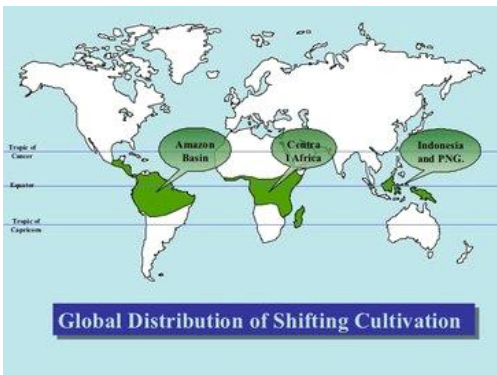 Amazon
Basin
Centra
l Africa
Indonesia
and PNG.
Tropic of
Cancer
Equator
Tropic of
Capricorn
Global Distribution of Shifting Cultivation